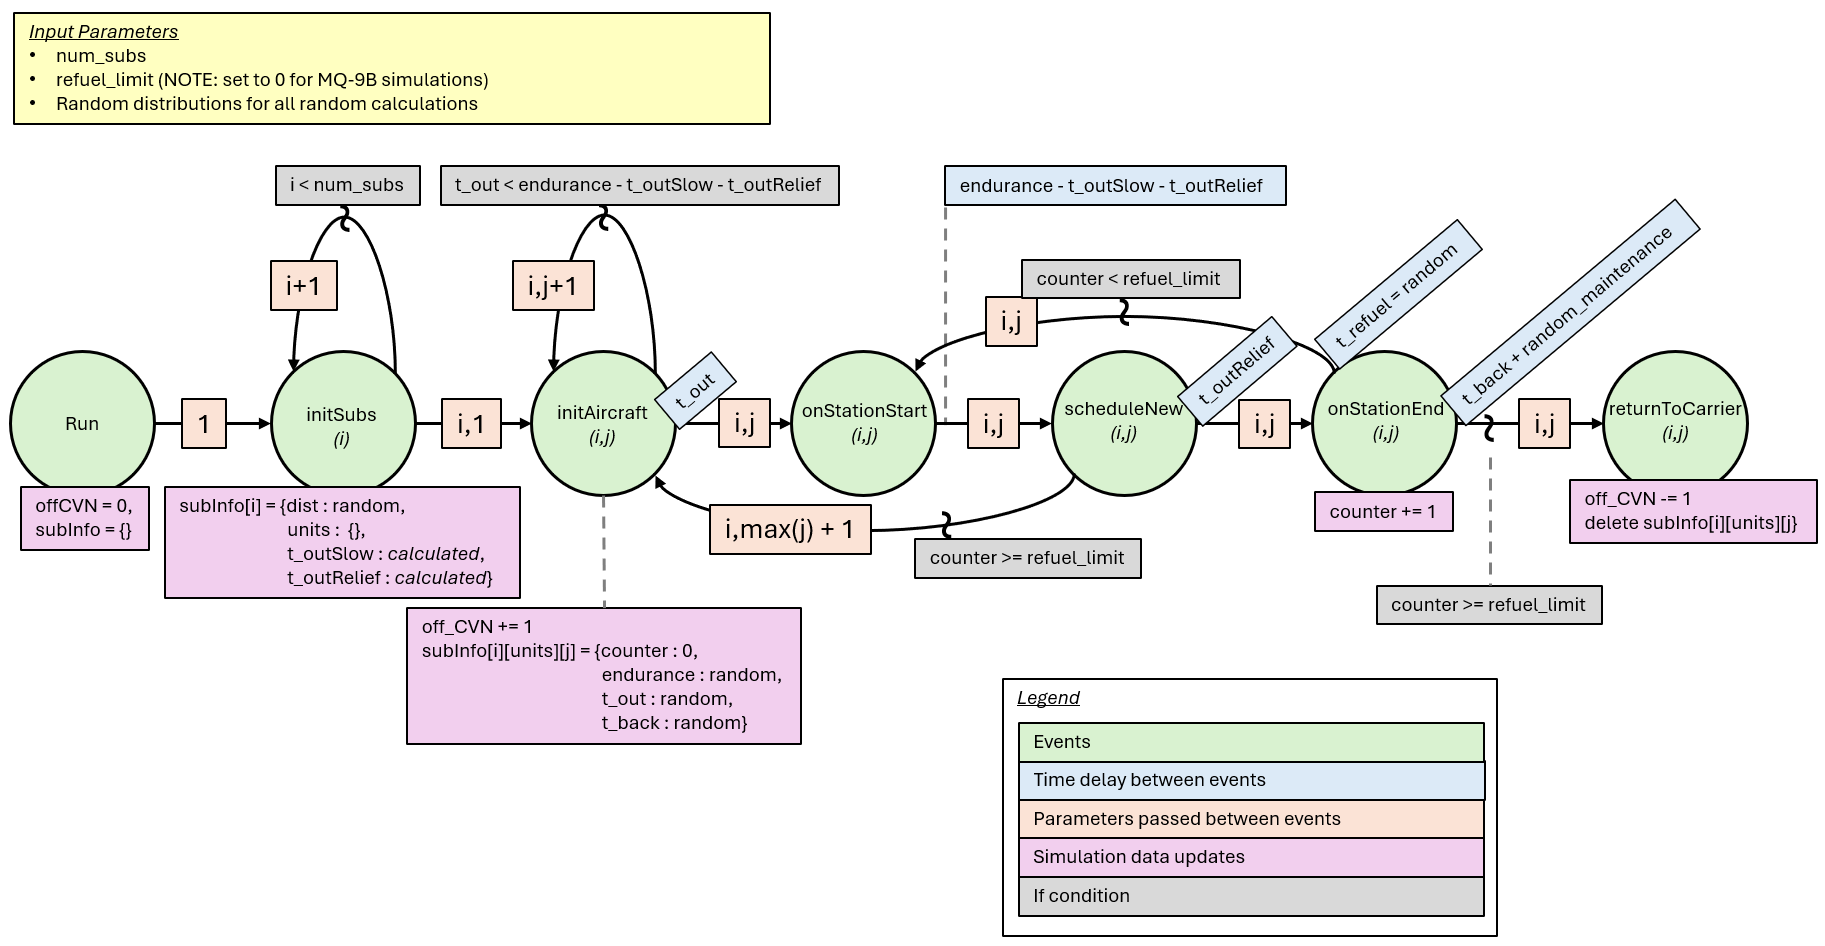 Input Parameters
• num_subs
• refuel_limit (NOTE: set to 0 for MQ-9B simulations)
• Random distributions for all random calculations
i < num_subs
t_out < endurance - t_outSlow - t_outRelief
endurance - t_outSlow - t_outRelief
i+1
i,j+1
counter < refuel_limit
i,j
t_refuel = random
t_back + random_maintenance
t_outRelief
t_out
Run
1
initSubs
(i)
i,1
initAircraft
(i,j)
i,j
onStationStart
(i,j)
i,j
scheduleNew
(i,j)
i,j
onStationEnd
(i,j)
i,j
returnToCarrier
(i,j)
offCVN = 0,
subInfo = {}
subInfo[i] = {dist : random,
units : {},
t_outSlow : calculated,
t_outRelief : calculated}
i,max(j) + 1
counter >= refuel_limit
counter += 1
off_CVN -= 1
delete subInfo[i][units][j}
counter >= refuel_limit
off_CVN += 1
subInfo[i][units][j] = {counter : 0,
endurance : random,
t_out : random,
t_back : random}
Legend
Events
Time delay between events
Parameters passed between events
Simulation data updates
If condition